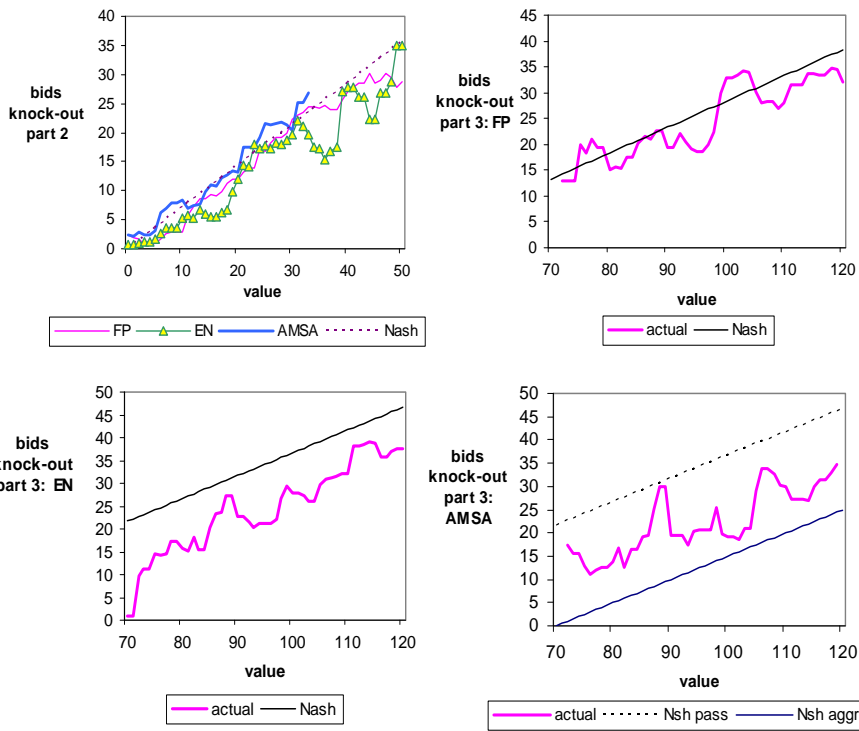 bids
knock-out
part 2
40
35
30
25
20
15
10
5
0
0 10 20 30 40 50
value
FP EN AMSA Nash
bids
knock-out
part 3: FP
45
40
35
30
25
20
15
10
5
0
70 80 90 100 110 120
value
actual Nash
bids
knock-out
part 3: EN
50
45
40
35
30
25
20
15
10
5
0
70 80 90 100 110 120
value
actual Nash
bids
knock-out
part 3:
AMSA
50
45
40
35
30
25
20
15
10
5
0
70 80 90 100 110 120
value
actual Nsh pass Nsh aggr